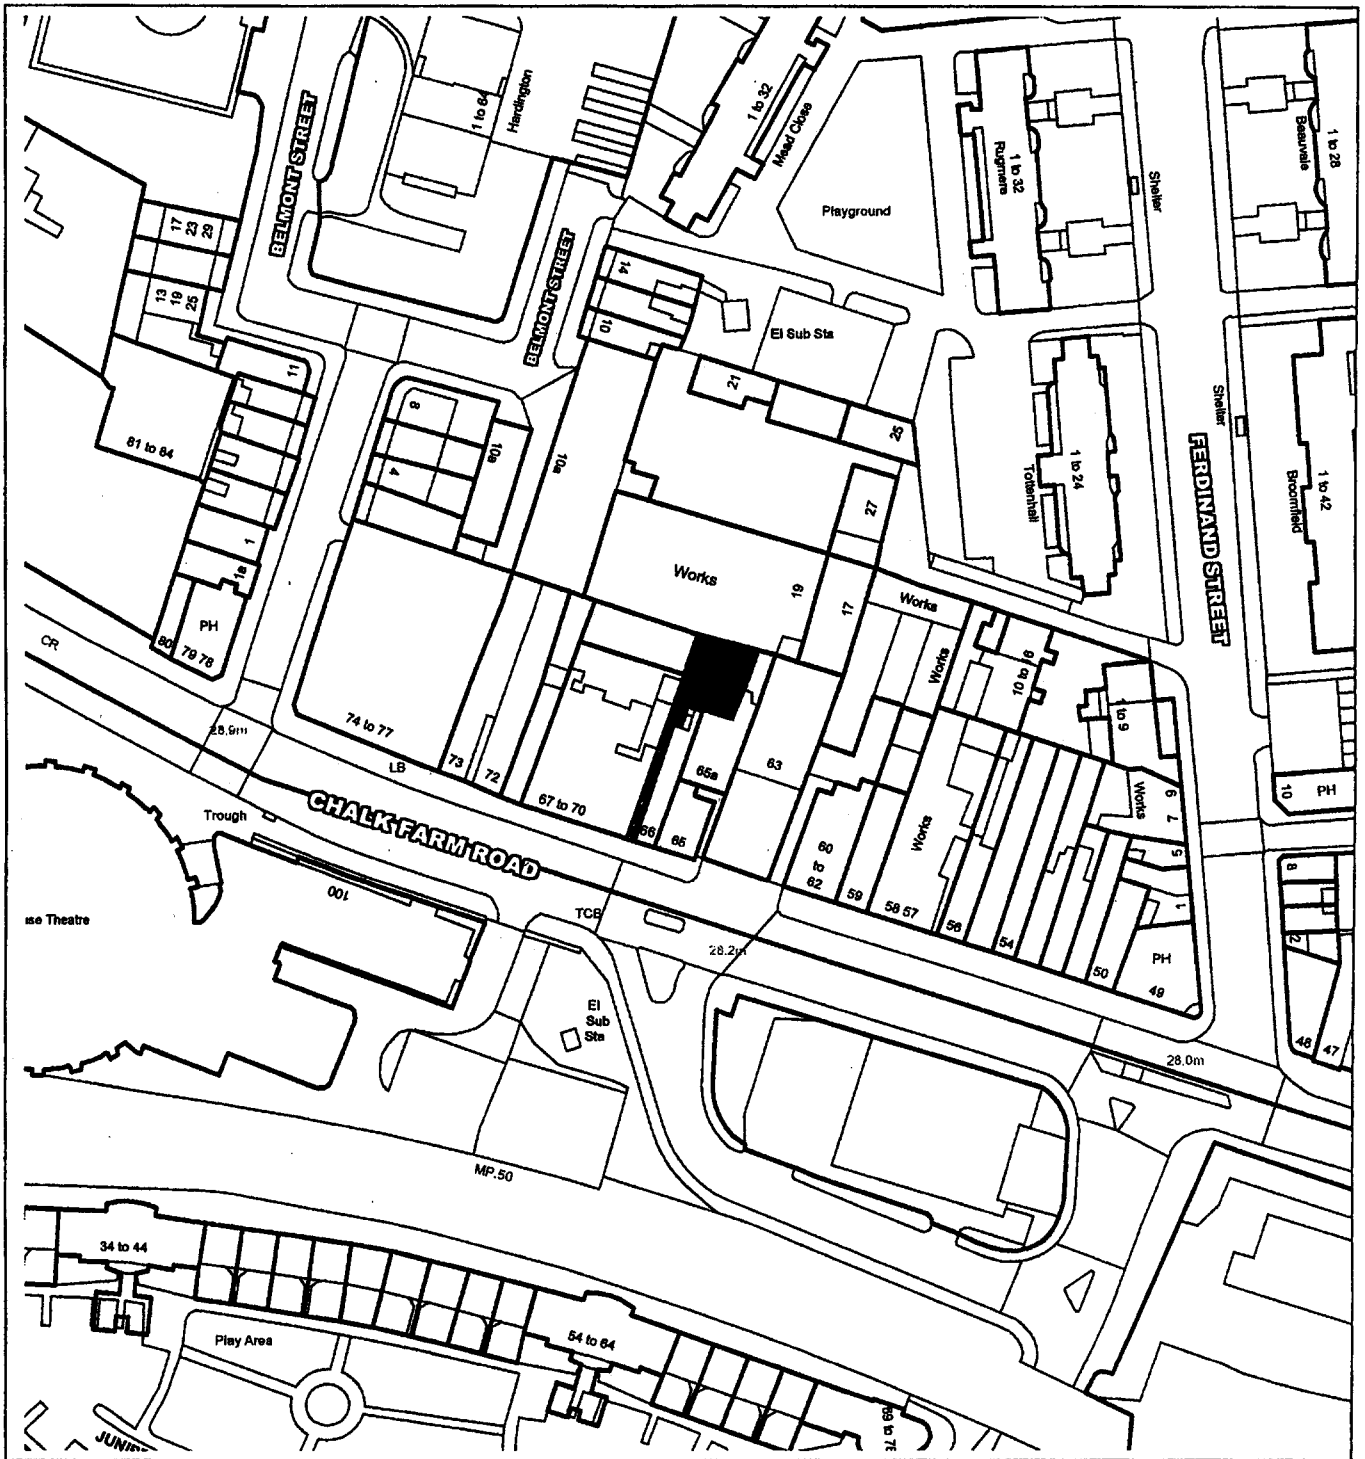 BELMONT STREET
1 to 64
Hardington
1 to 32
Mead Close
Playground
1 to 32
Rugmere
Shelter
Beauvale
1 to 28
17
23
29
13
19
25
11
BELMONT STREET
14
10
El Sub Sta
21
25
81 to 84
8
4
10a
10a
27
1 to 24
Tottenhall
Shelter
FERDINAND STREET
1 to 42
Broomfield
1
1a
PH
80
79 78
CR
Works
19
17
Works
Works
10 to 16
1 to 9
28.9m
74 to 77
73
72
LB
67 to 70
66
65
65a
63
60
to
62
59
58 57
Works
56
54
50
PH
49
Works
6
7
5
1
10
PH
8
2
48
47
Trough
CHALK FARM ROAD
100
TCB
28.2m
use Theatre
El
Sub
Sta
28.0m
MP.50
34 to 44
Play Area
54 to 64